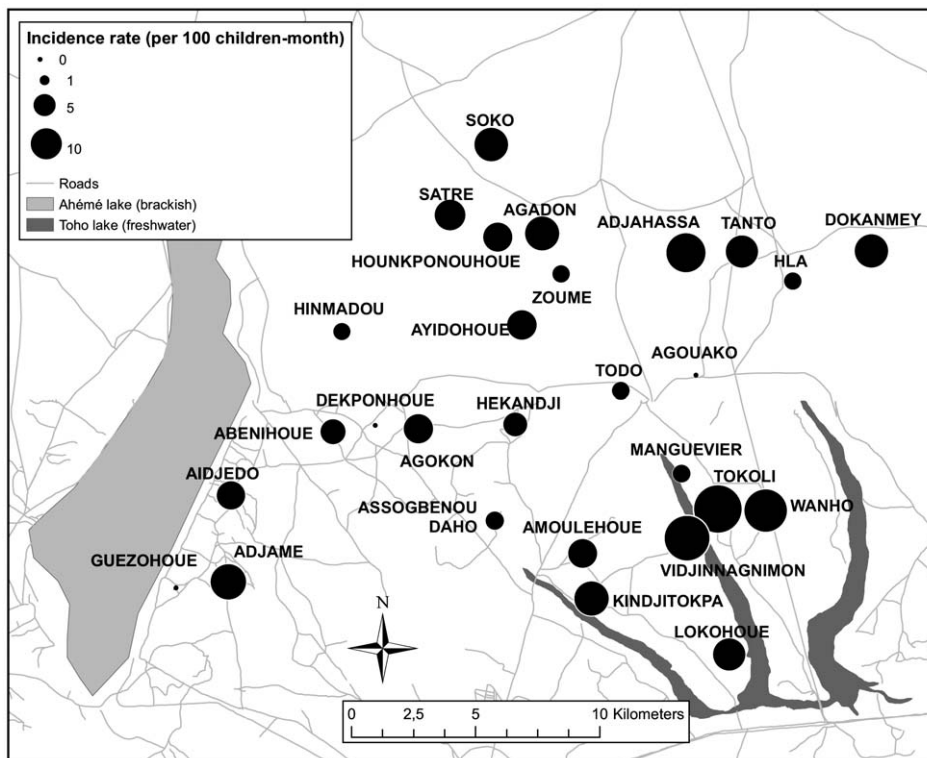 Incidence rate (per 100 children-month)
0
1
5
10
Roads
Ahémé lake (brackish)
Toho lake (freshwater)
SOKO
SATRE
AGADON
ADJAHASSA
TANTO
DOKANMEY
HOUNKPONOUHOUE
HLA
ZOUME
HINMADOU
AYIDOHOUE
AGOUAKO
TODO
DEKPONHOUE
HEKANDJI
ABENIHOUE
AGOKON
MANGUEVIER
AIDJEDO
TOKOLI
ASSOGBENOU
DAHO
WANHO
AMOULEHOUE
GUEZOHOUE
ADJAME
VIDJINNAGNIMON
KINDJITOKPA
N
LOKOHOUE
0 2,5 5 10 Kilometers